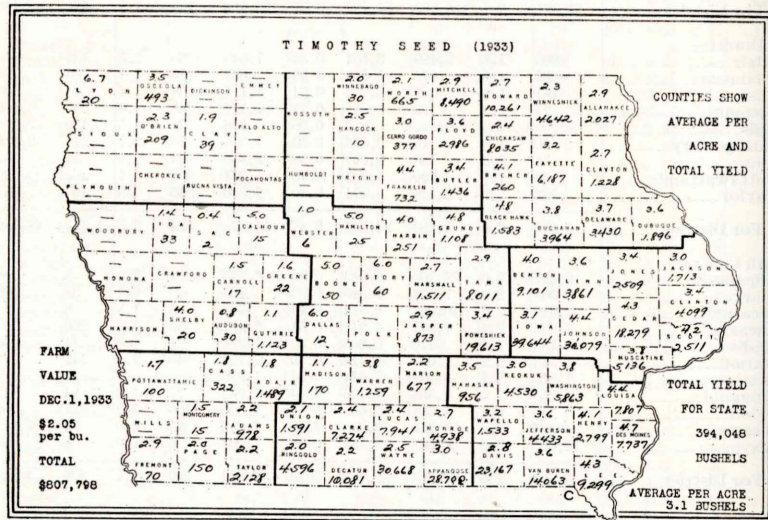 TIMOTHY SEED (1933)
COUNTIES SHOW
AVERAGE PER
ACRE AND
TOTAL YIELD
6.7 LYON 20
3.5 OSCEOLA 493
— DICKINSON —
— EMMET —
— SIOUX —
2.3 O'BRIEN 209
1.9 CLAY 39
— PALO ALTO —
— PLYMOUTH —
— CHEROKEE —
— BUENA VISTA —
— POCAHONTAS —
— KOSSUTH —
2.0 WINNEBAGO 30
2.1 WORTH 665
2.9 MITCHELL 8,490
2.5 HANCOCK 10
3.0 CERRO GORDO 377
3.6 FLOYD 2986
— HUMBOLDT —
— WRIGHT —
4.4 FRANKLIN 732
3.4 BUTLER 1,436
2.7 HOWARD 10,261
2.3 WINNESHIEK 4642
2.9 ALLAMAKEE 2,027
2.4 CHICKASAW 8035
3.2 FAYETTE 6,187
2.7 CLAYTON 1,228
4.1 BREMER 260
4.8 BLACK HAWK 1,583
3.8 BUCHANAN 3964
3.7 DELAWARE 3,430
3.6 DUBUQUE 1,896
— WOODBURY —
1.4 IDA 33
0.4 SAC 2
5.0 CALHOUN 15
1.0 WEBSTER 6
5.0 HAMILTON 25
4.0 HARDIN 251
4.8 GRUNDY 1,108
— MONONA —
— CRAWFORD —
1.5 CARROLL 17
1.6 GREENE 22
5.0 BOONE 50
6.0 STORY 60
2.7 MARSHALL 1,511
2.9 TAMA 8011
4.0 BENTON 9,101
3.6 LINN 3861
3.4 JONES 2509
3.0 JACKSON 1,713
3.4 CLINTON 4099
4.3 CEDAR 18,279
4.2 SCOTT 2,511
— HARRISON —
4.0 SHELBY 20
0.8 AUDUBON 30
1.1 GUTHRIE 1,123
6.0 DALLAS 12
— POLK —
2.9 JASPER 873
3.4 POWESHIEK 19,613
3.1 IOWA 39,644
4.4 JOHNSON 36,079
3.8 MUSCATINE 5,136
1.7 POTTAWATTAMIE 100
1.8 CASS 322
1.8 ADAIR 1,489
1.1 MADISON 170
3.8 WARREN 1,259
2.2 MARION 677
3.5 MAHASKA 956
3.0 KEOKUK 4,530
3.8 WASHINGTON 5,863
4.4 LOUISA 7,807
— MILLS —
1.5 MONTGOMERY 15
2.2 ADAMS 978
2.1 UNION 1,591
2.4 CLARKE 7,274
2.4 LUCAS 7,941
2.7 MONROE 4,938
3.2 WAPELLO 1,533
3.6 JEFFERSON 4,433
4.1 HENRY 2,799
4.7 DES MOINES 7,737
2.9 FREMONT 70
2.0 PAGE 150
2.2 TAYLOR 2,128
2.0 RINGGOLD 4,596
2.2 DECATUR 10,081
2.5 WAYNE 30,668
3.0 APPANOOSE
2.8 DAVIS 23,167
3.6 VAN BUREN 14,063
4.3 LEE 9,299
C
FARM
VALUE
DEC.1,1933
$2.05
per bu.
TOTAL
$807,798
TOTAL YIELD
FOR STATE
394,048
BUSHELS
AVERAGE PER ACRE
3.1 BUSHELS